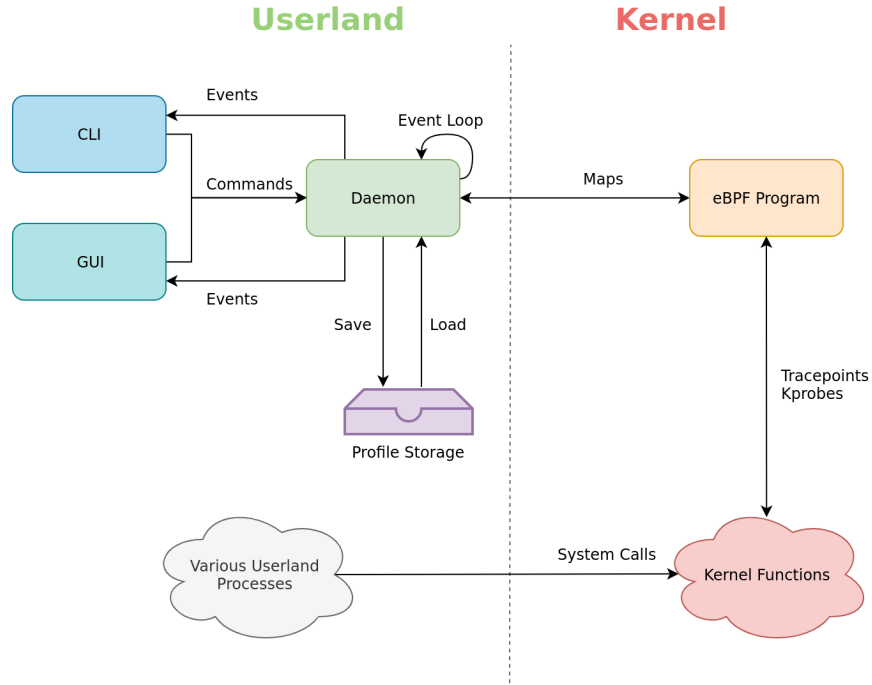 Userland
Kernel
Events
Event Loop
CLI
Commands
Daemon
Maps
eBPF Program
GUI
Events
Save
Load
Tracepoints
Kprobes
Profile Storage
System Calls
Various Userland
Processes
Kernel Functions